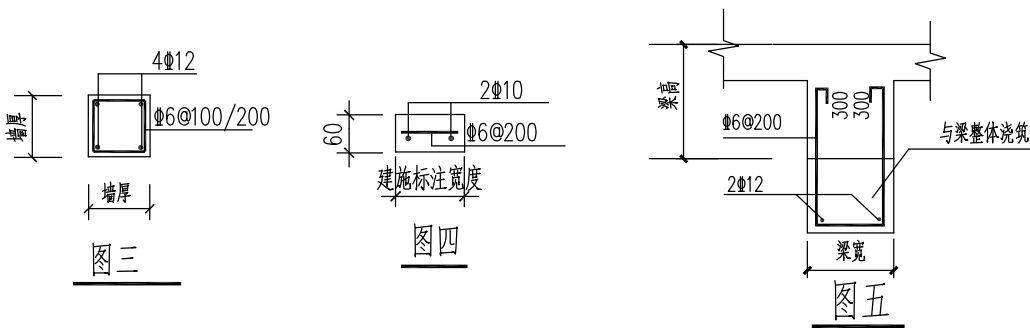 4Φ12
Φ6@100/200
墙厚
墙厚
图三
2Φ10
60
Φ6@200
建施标注宽度
图四
梁高
300
300
Φ6@200
与梁整体浇筑
2Φ12
梁宽
图五